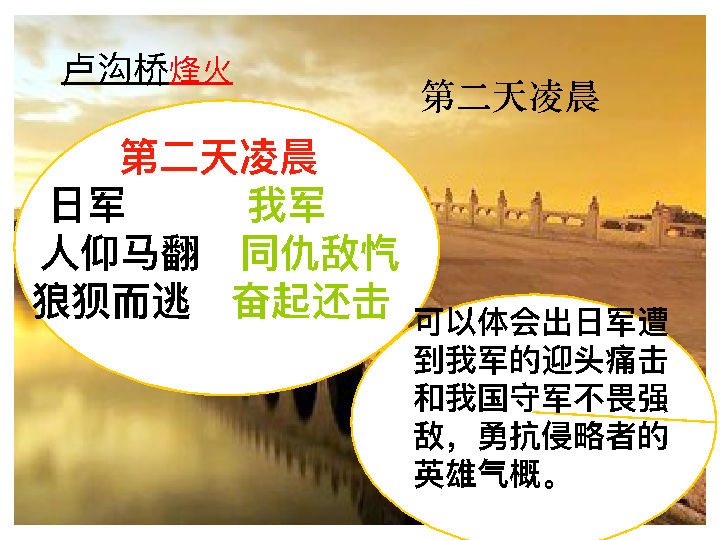 卢沟桥烽火
第二天凌晨
第二天凌晨
日军 我军
人仰马翻 同仇敌忾
狼狈而逃 奋起还击
可以体会出日军遭
到我军的迎头痛击
和我国守军不畏强
敌，勇抗侵略者的
英雄气概。